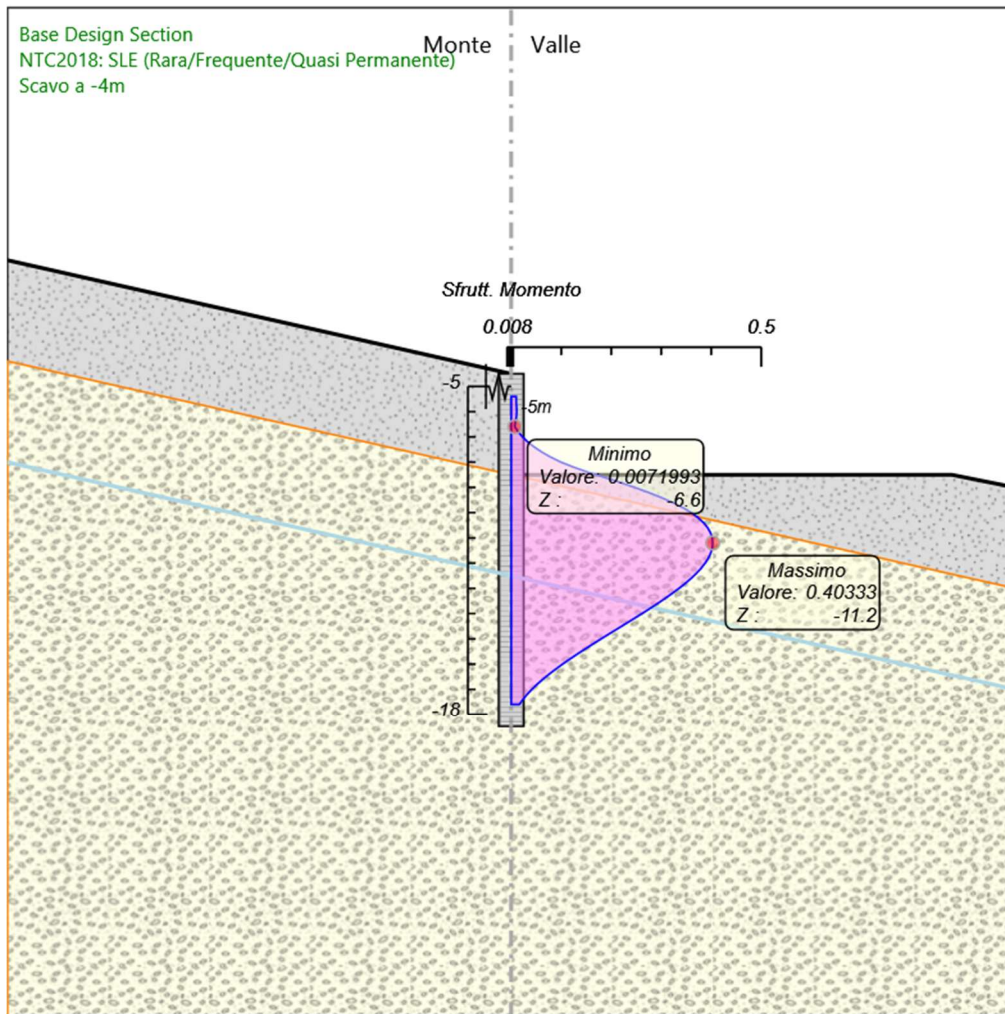 Base Design Section
NTC2018: SLE (Rara/Frequente/Quasi Permanente)
Scavo a -4m
Monte
Valle
Sfrutt. Momento
0.008
0.5
-5
-5m
Minimo
Valore: 0.0071993
Z : -6.6
Massimo
Valore: 0.40333
Z : -11.2
-18